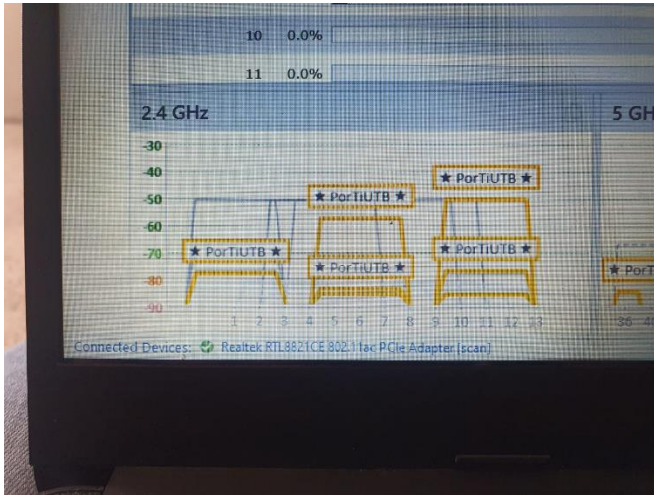 10 0.0%
11 0.0%
2.4 GHz
5 GH
-30
-40
-50
-60
-70
-80
-90
★ PorTiUTB ★
★ PorTiUTB ★
★ PorTiUTB ★
★ PorTiUTB ★
★ PorTiUTB ★
★ PorT
1 2 3 4 5 6 7 8 9 10 11 12 13
36 40
Connected Devices: Realtek RTL8821CE 802.11ac PCIe Adapter [scan]